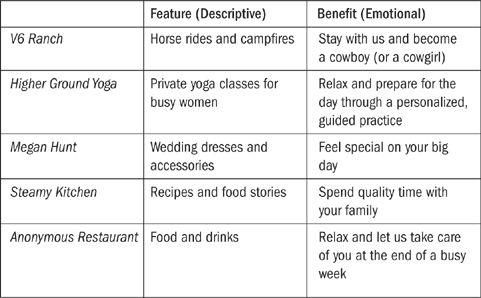 Feature (Descriptive) Benefit (Emotional)
V6 Ranch Horse rides and campfires Stay with us and become
a cowboy (or a cowgirl)
Higher Ground Yoga Private yoga classes for Relax and prepare for the
busy women day through a personalized,
guided practice
Megan Hunt Wedding dresses and Feel special on your big
accessories day
Steamy Kitchen Recipes and food stories Spend quality time with
your family
Anonymous Restaurant Food and drinks Relax and let us take care
of you at the end of a busy
week